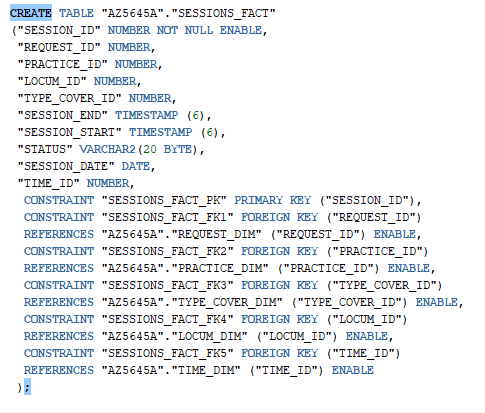 CREATE TABLE "AZ5645A"."SESSIONS_FACT"
("SESSION_ID" NUMBER NOT NULL ENABLE,
"REQUEST_ID" NUMBER,
"PRACTICE_ID" NUMBER,
"LOCUM_ID" NUMBER,
"TYPE_COVER_ID" NUMBER,
"SESSION_END" TIMESTAMP (6),
"SESSION_START" TIMESTAMP (6),
"STATUS" VARCHAR2(20 BYTE),
"SESSION_DATE" DATE,
"TIME_ID" NUMBER,
CONSTRAINT "SESSIONS_FACT_PK" PRIMARY KEY ("SESSION_ID"),
CONSTRAINT "SESSIONS_FACT_FK1" FOREIGN KEY ("REQUEST_ID")
REFERENCES "AZ5645A"."REQUEST_DIM" ("REQUEST_ID") ENABLE,
CONSTRAINT "SESSIONS_FACT_FK2" FOREIGN KEY ("PRACTICE_ID")
REFERENCES "AZ5645A"."PRACTICE_DIM" ("PRACTICE_ID") ENABLE,
CONSTRAINT "SESSIONS_FACT_FK3" FOREIGN KEY ("TYPE_COVER_ID")
REFERENCES "AZ5645A"."TYPE_COVER_DIM" ("TYPE_COVER_ID") ENABLE,
CONSTRAINT "SESSIONS_FACT_FK4" FOREIGN KEY ("LOCUM_ID")
REFERENCES "AZ5645A"."LOCUM_DIM" ("LOCUM_ID") ENABLE,
CONSTRAINT "SESSIONS_FACT_FK5" FOREIGN KEY ("TIME_ID")
REFERENCES "AZ5645A"."TIME_DIM" ("TIME_ID") ENABLE
);